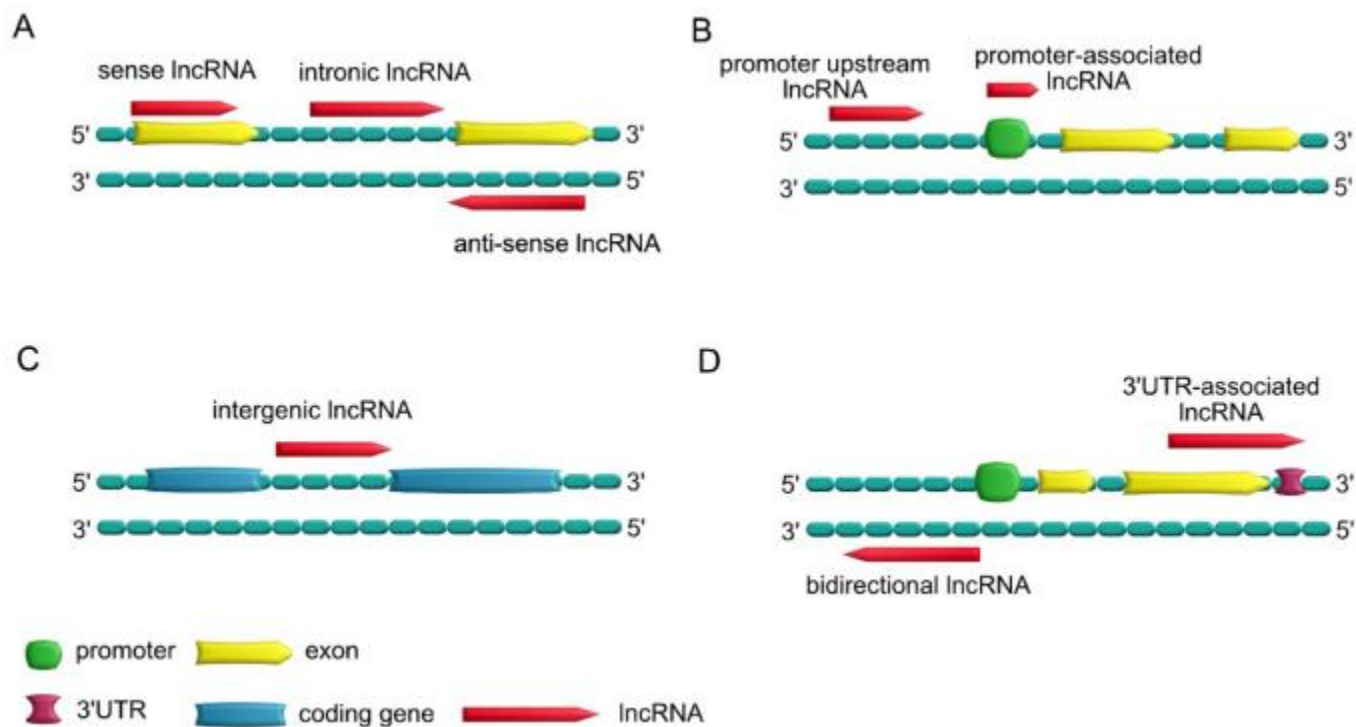 A
sense lncRNA
intronic lncRNA
5'
3'
3'
5'
anti-sense lncRNA
B
promoter upstream
lncRNA
promoter-associated
lncRNA
5'
3'
3'
5'
C
intergenic lncRNA
5'
3'
3'
5'
D
3'UTR-associated
lncRNA
5'
3'
3'
5'
bidirectional lncRNA
promoter
exon
3'UTR
coding gene
lncRNA